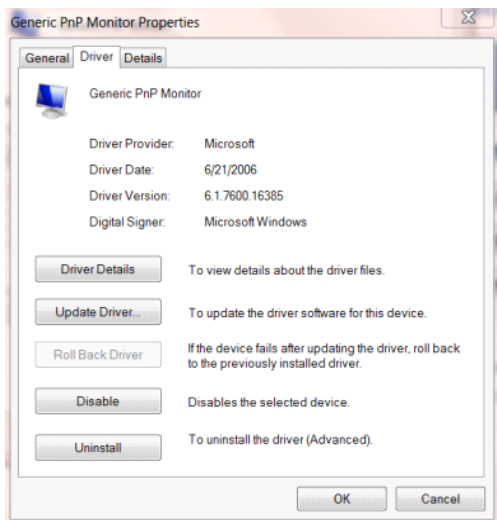 Generic PnP Monitor Properties
General Driver Details
Generic PnP Monitor
Driver Provider: Microsoft
Driver Date: 6/21/2006
Driver Version: 6.1.7600.16385
Digital Signer: Microsoft Windows
Driver Details To view details about the driver files.
Update Driver... To update the driver software for this device.
Roll Back Driver If the device fails after updating the driver, roll back
to the previously installed driver.
Disable Disables the selected device.
Uninstall To uninstall the driver (Advanced).
OK Cancel